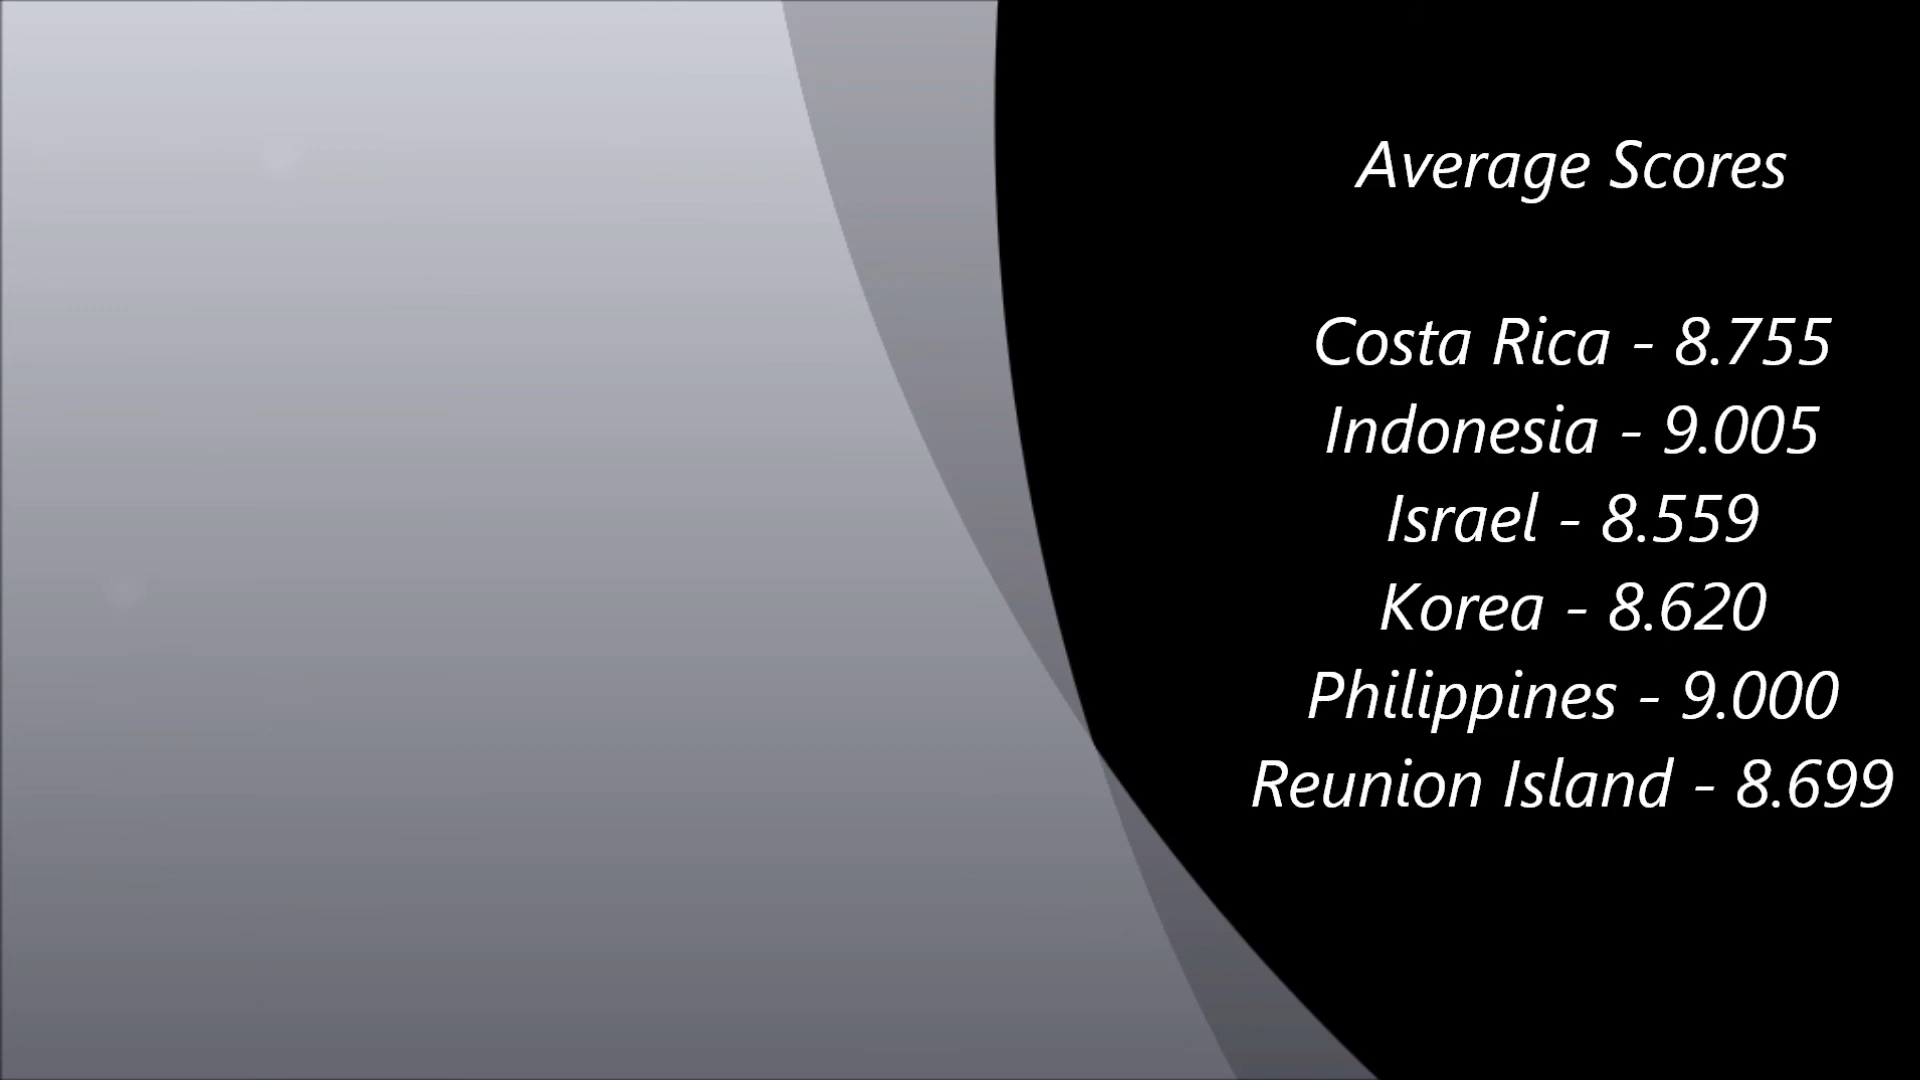 Average Scores
Costa Rica - 8.755
Indonesia - 9.005
Israel - 8.559
Korea - 8.620
Philippines - 9.000
Reunion Island - 8.699